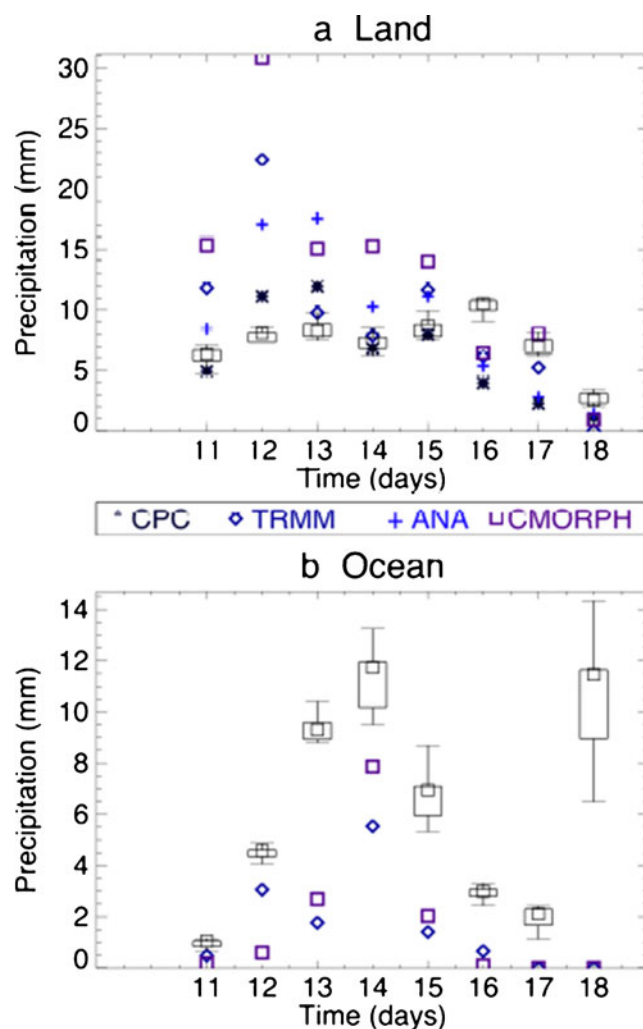 a Land
Precipitation (mm)
30
25
20
15
10
5
0
11 12 13 14 15 16 17 18
Time (days)
CPC TRMM ANA CMORPH
b Ocean
Precipitation (mm)
14
12
10
8
6
4
2
0
11 12 13 14 15 16 17 18
Time (days)